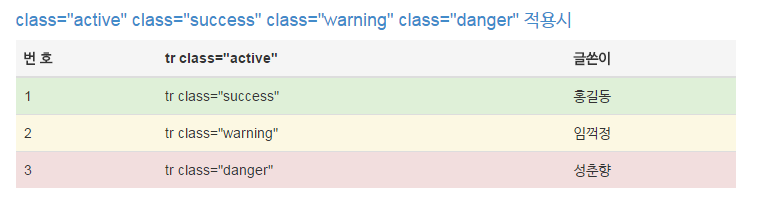 class="active" class="success" class="warning" class="danger" 적용시
번 호 tr class="active" 글쏜이
1 tr class="success" 홍길동
2 tr class="warning" 임꺽정
3 tr class="danger" 성춘향